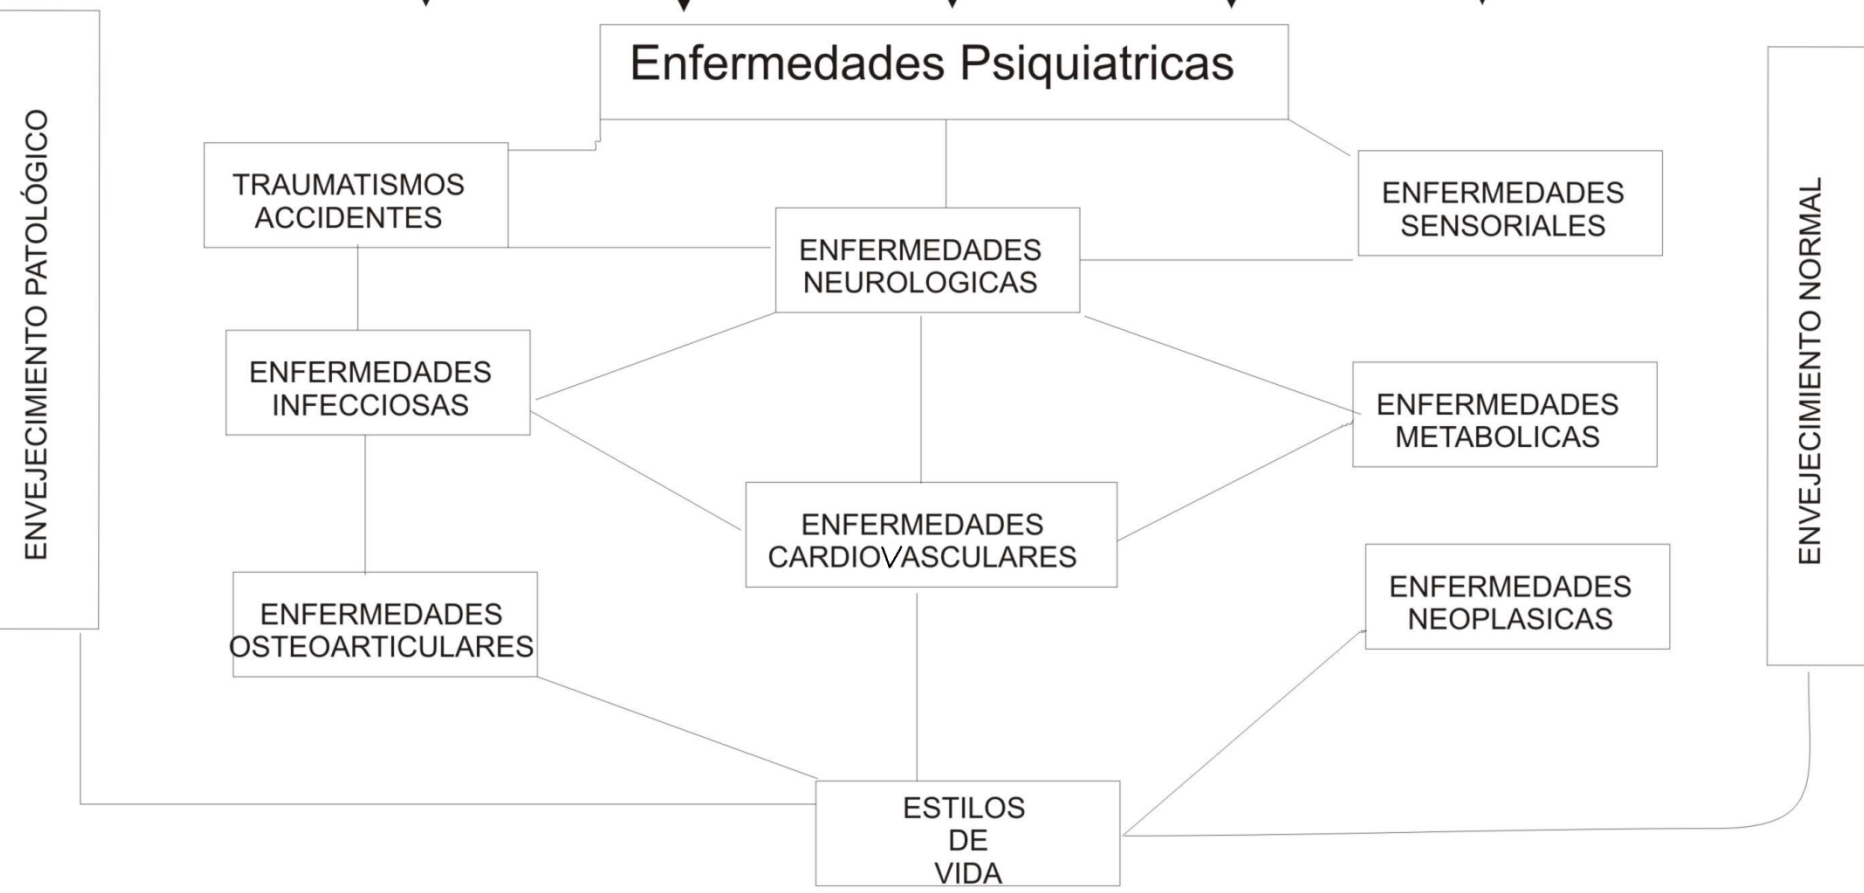 Enfermedades Psiquiatricas
ENVEJECIMIENTO PATOLÓGICO
TRAUMATISMOS
ACCIDENTES
ENFERMEDADES
SENSORIALES
ENVEJECIMIENTO NORMAL
ENFERMEDADES
NEUROLOGICAS
ENFERMEDADES
INFECCIOSAS
ENFERMEDADES
METABOLICAS
ENFERMEDADES
CARDIOVASCULARES
ENFERMEDADES
OSTEOARTICULARES
ENFERMEDADES
NEOPLASICAS
ESTILOS
DE
VIDA